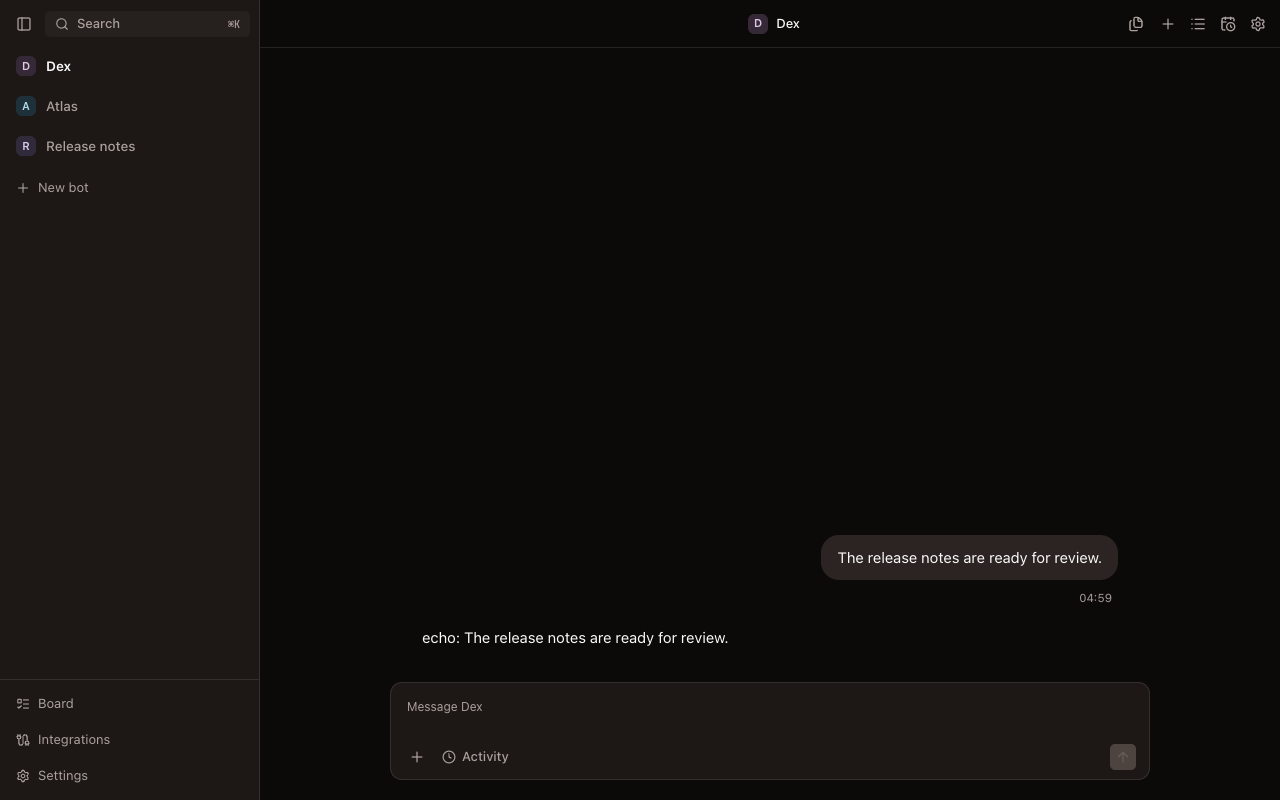 Search ⌘K
D Dex
A Atlas
R Release notes
New bot
Board
Integrations
Settings
D Dex
The release notes are ready for review.
04:59
echo: The release notes are ready for review.
Message Dex
Activity